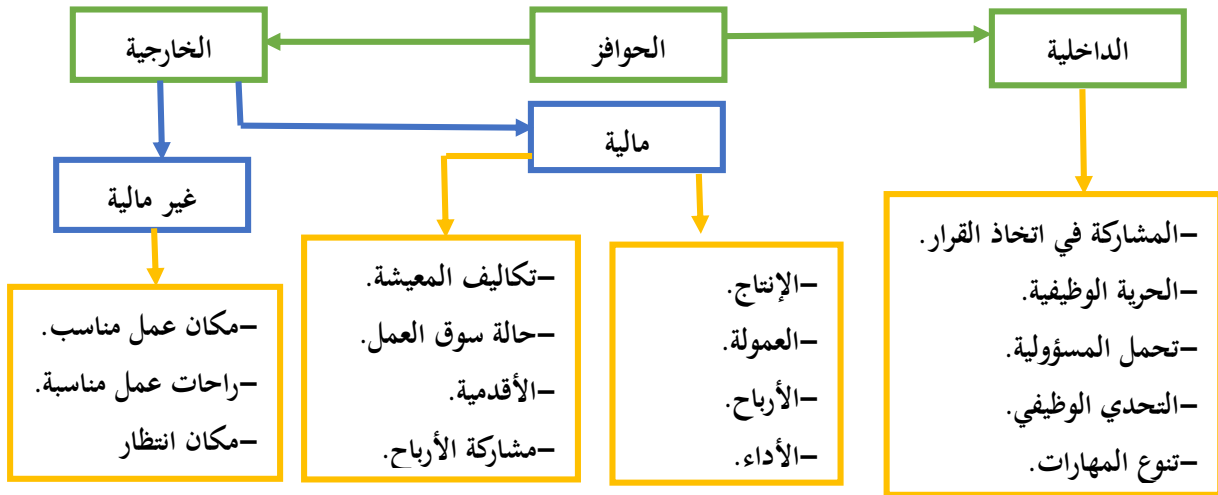 الحوافز
الداخلية
الخارجية
مالية
غير مالية
–المشاركة في اتخاذ القرار.
–الحرية الوظيفية.
–تحمل المسؤولية.
–التحدي الوظيفي.
–تنوع المهارات.
–الإنتاج.
–العمولة.
–الأرباح.
–الأداء.
–تكاليف المعيشة.
–حالة سوق العمل.
–الأقدمية.
–مشاركة الأرباح.
–مكان عمل مناسب.
–راحات عمل مناسبة.
–مكان انتظار